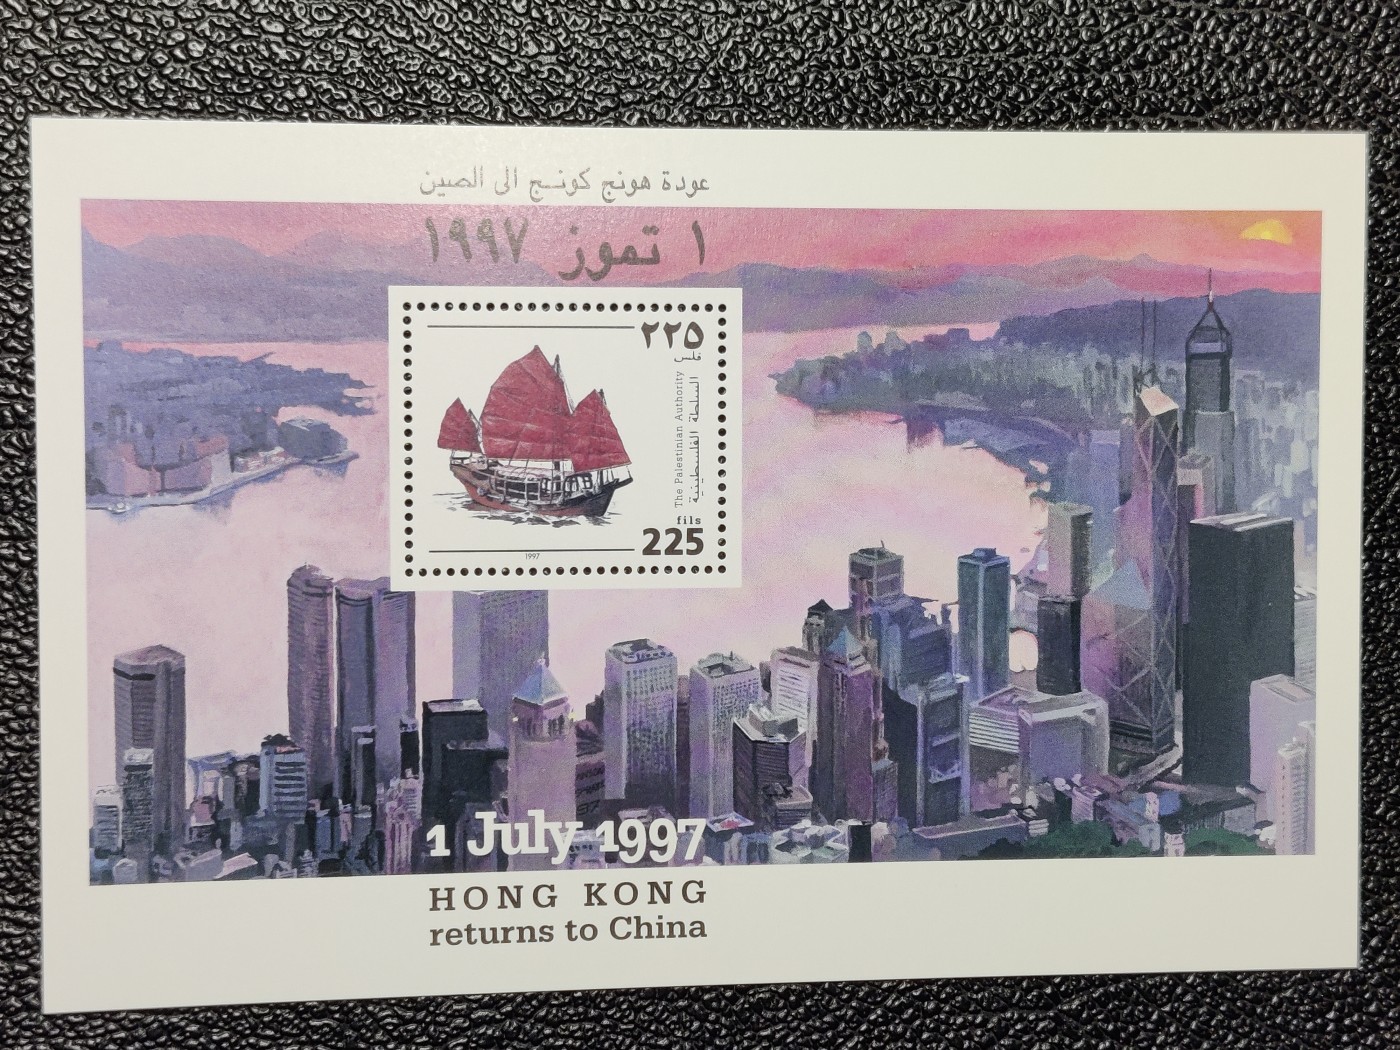 عودة هونج كونج الى الصين
١ تموز ١٩٩٧
٢٢٥
فلس
The Palestinian Authority
السلطة الفلسطينية
fils
225
1997
1 July 1997
HONG KONG
returns to China